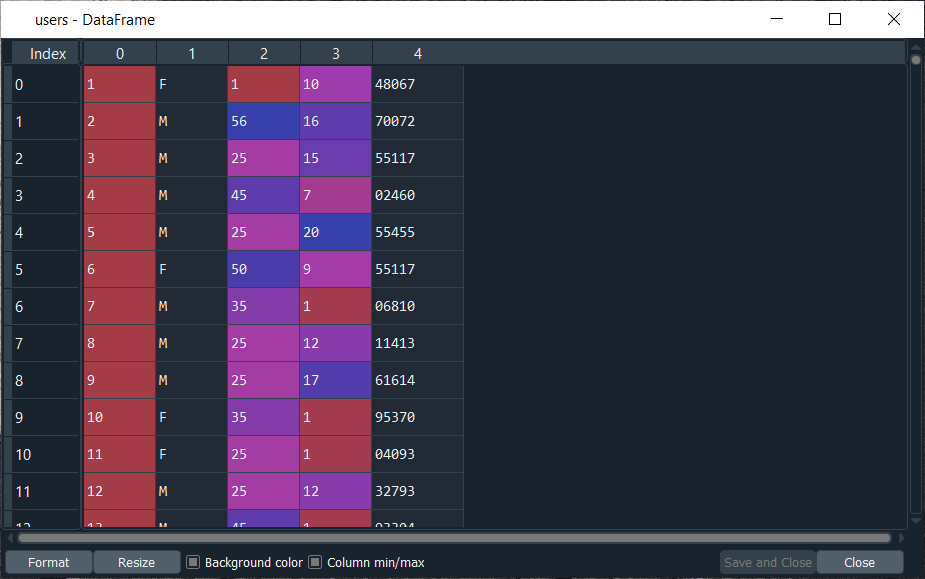 users - DataFrame
Index 0 1 2 3 4
0 1 F 1 10 48067
1 2 M 56 16 70072
2 3 M 25 15 55117
3 4 M 45 7 02460
4 5 M 25 20 55455
5 6 F 50 9 55117
6 7 M 35 1 06810
7 8 M 25 12 11413
8 9 M 25 17 61614
9 10 F 35 1 95370
10 11 F 25 1 04093
11 12 M 25 12 32793
12 13 M 45 1 93304
Format Resize Background color Column min/max Save and Close Close